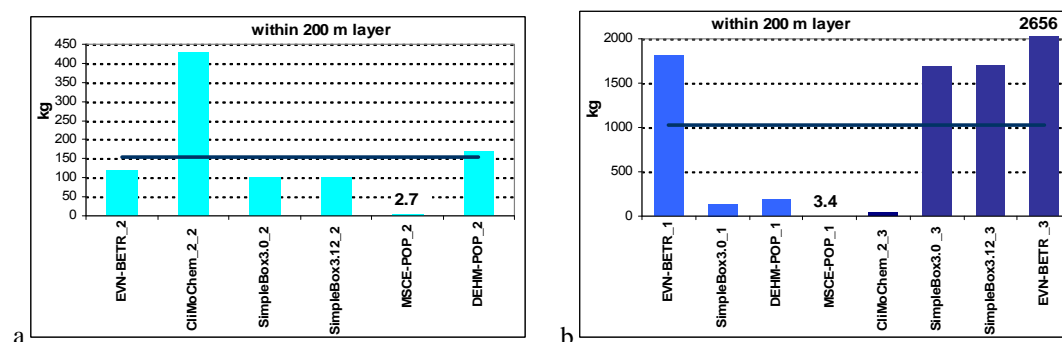 within 200 m layer
450
400
350
300
250
200
150
100
50
0
kg
2.7
EVN-BETR_2
CliMoChem_2_2
SimpleBox3.0_2
SimpleBox3.12_2
MSCE-POP_2
DEHM-POP_2
a
within 200 m layer
2656
2000
1500
1000
500
0
kg
3.4
EVN-BETR_1
SimpleBox3.0_1
DEHM-POP_1
MSCE-POP_1
CliMoChem_2_3
SimpleBox3.0_3
SimpleBox3.12_3
EVN-BETR _3
b